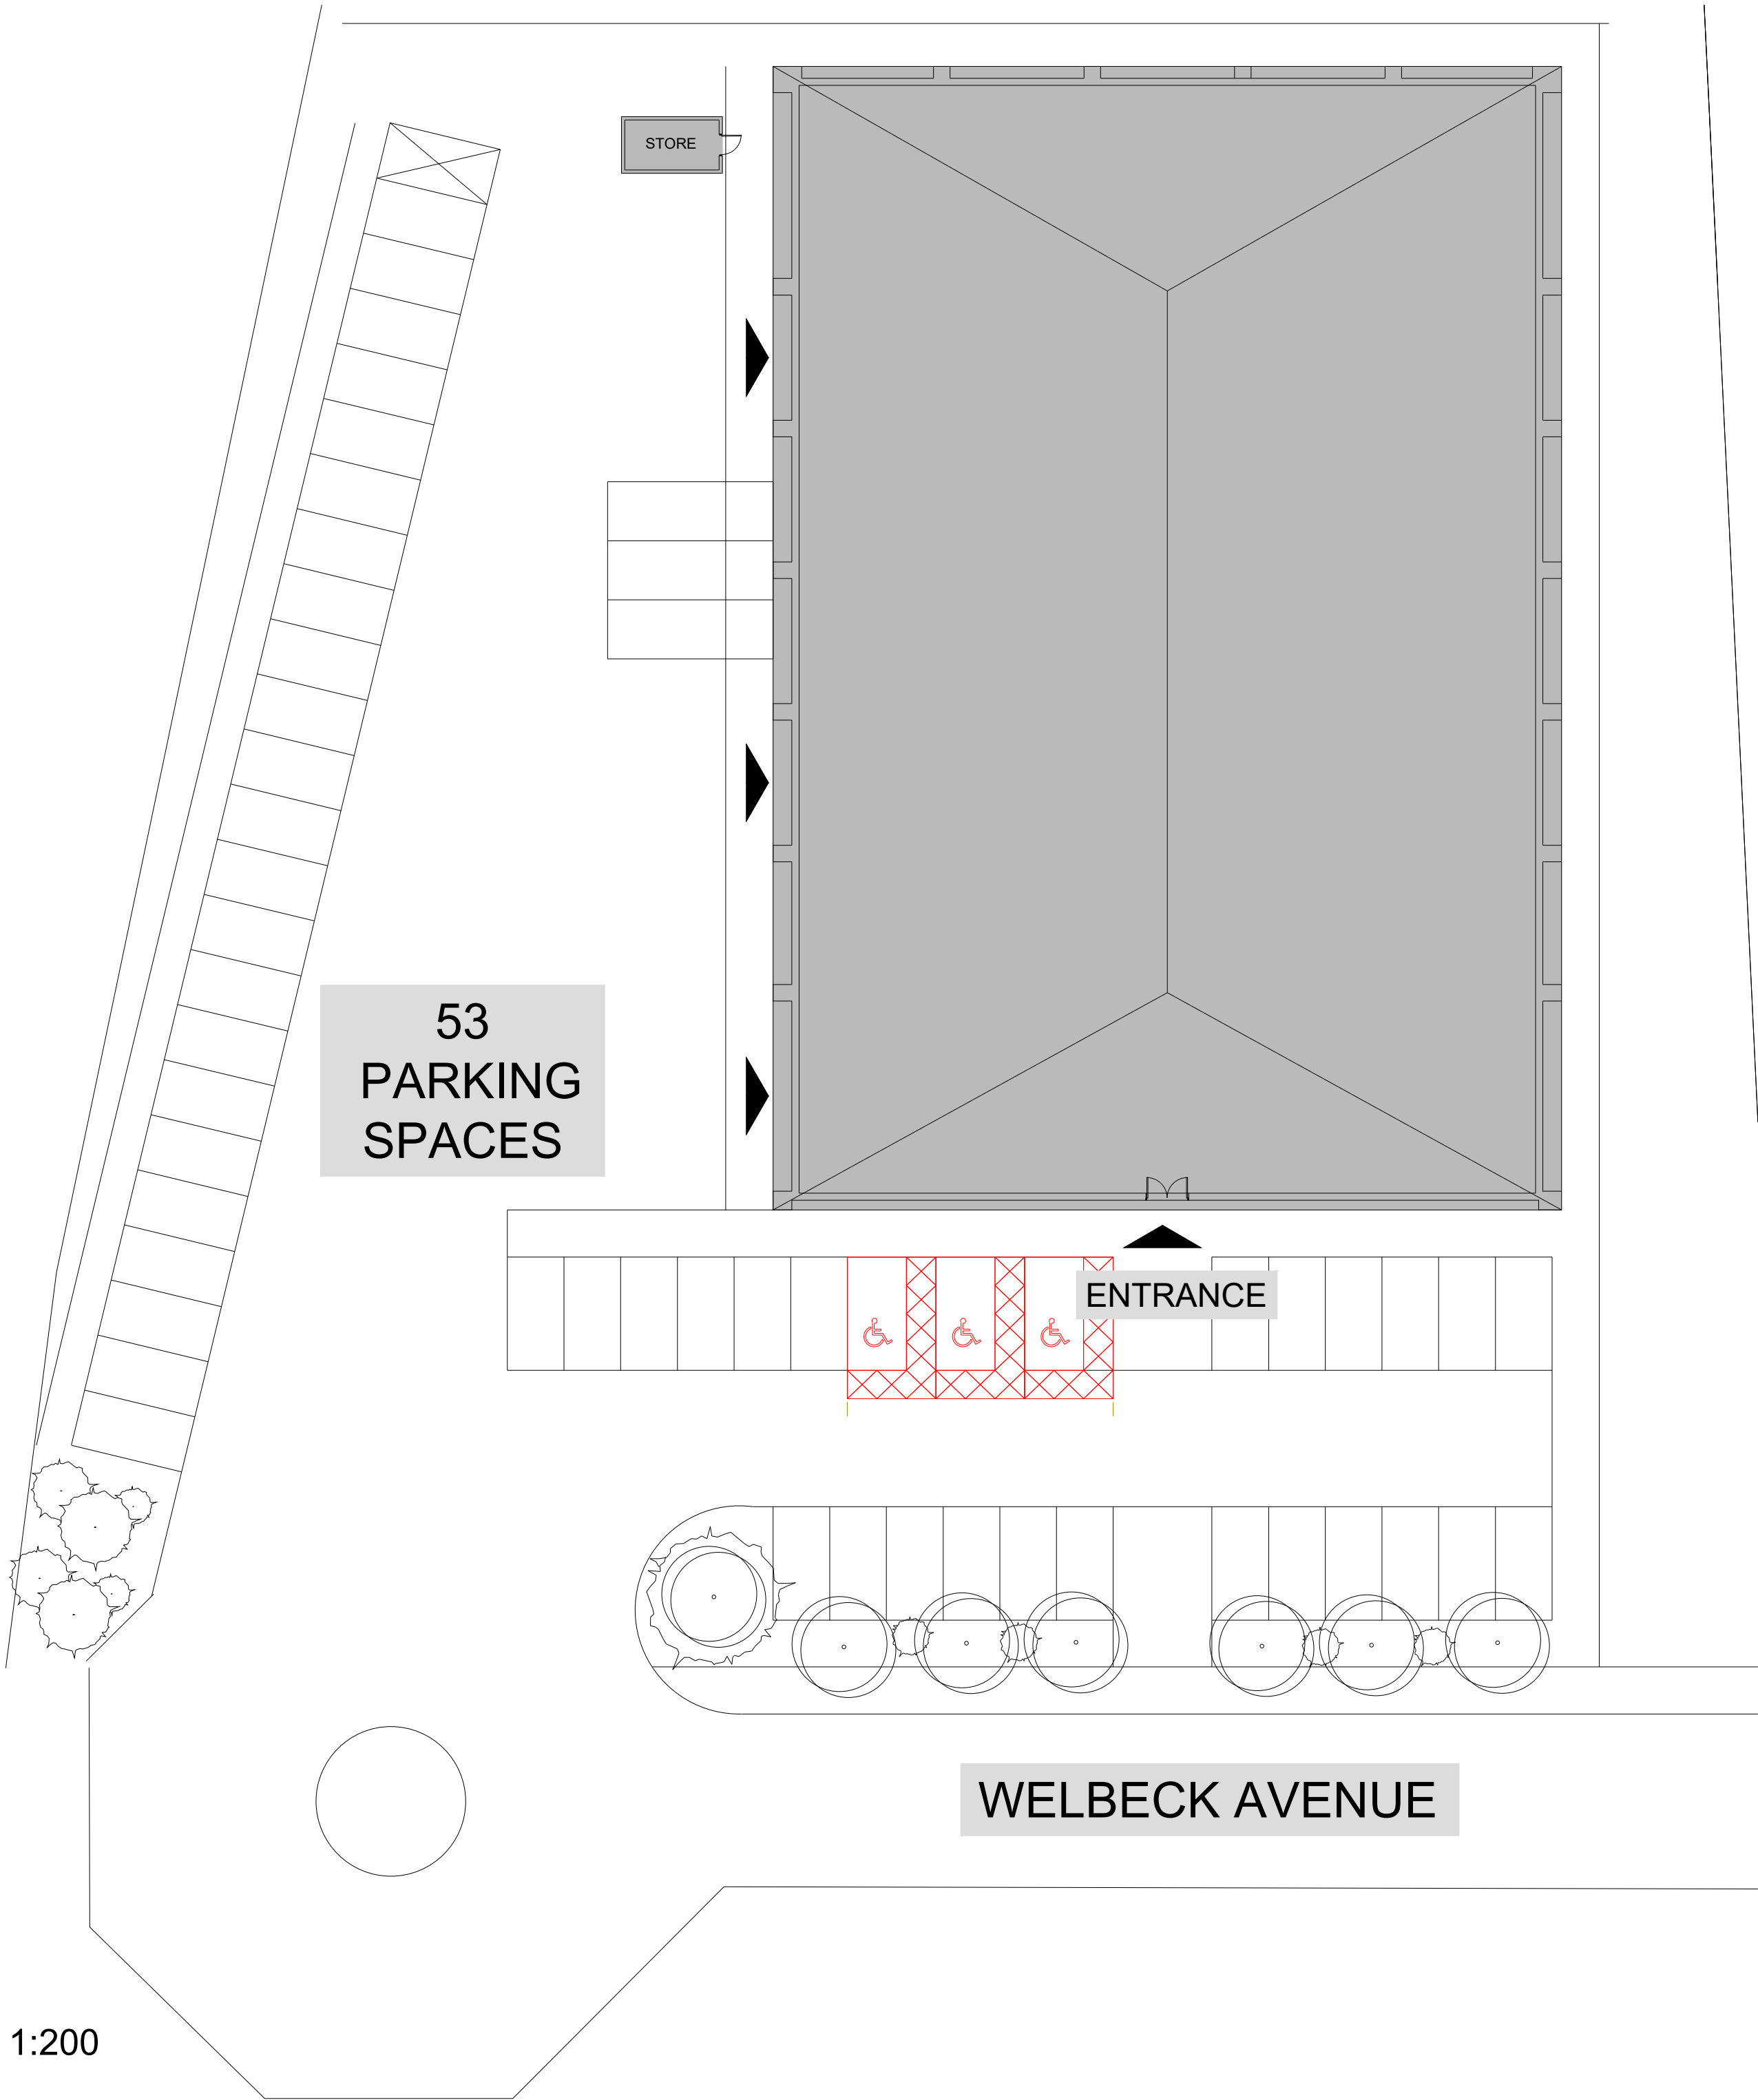 STORE
53
PARKING
SPACES
ENTRANCE
WELBECK AVENUE
1:200